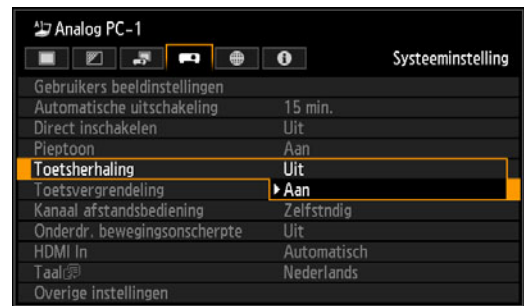 Analog PC-1
Systeeminstelling
Gebruikers beeldinstellingen
Automatische uitschakeling 15 min.
Direct inschakelen Uit
Pieptoon Aan
Toetsherhaling Uit
Toetsvergrendeling Aan
Kanaal afstandsbediening Zelfstndig
Onderdr. bewegingsonscherpte Uit
HDMI In Automatisch
Taal Nederlands
Overige instellingen